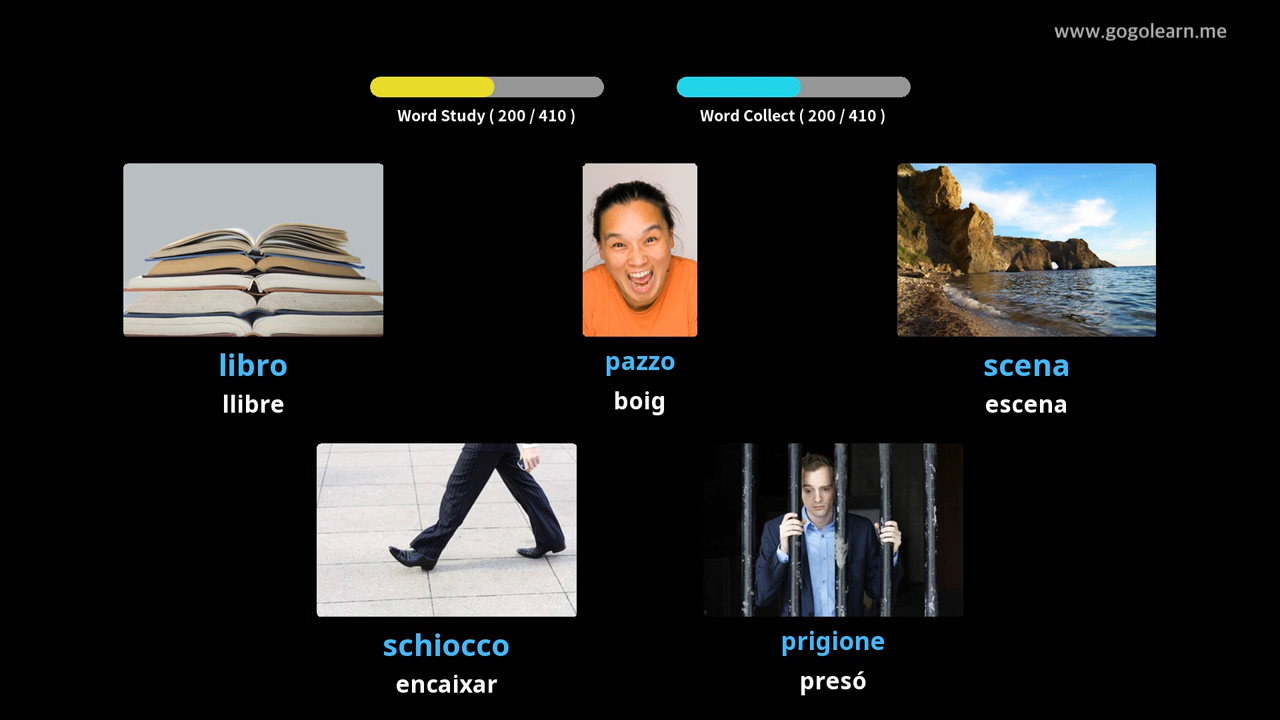 www.gogolearn.me
Word Study ( 200 / 410 )
Word Collect ( 200 / 410 )
libro
llibre
pazzo
boig
scena
escena
schiocco
encaixar
prigione
presó